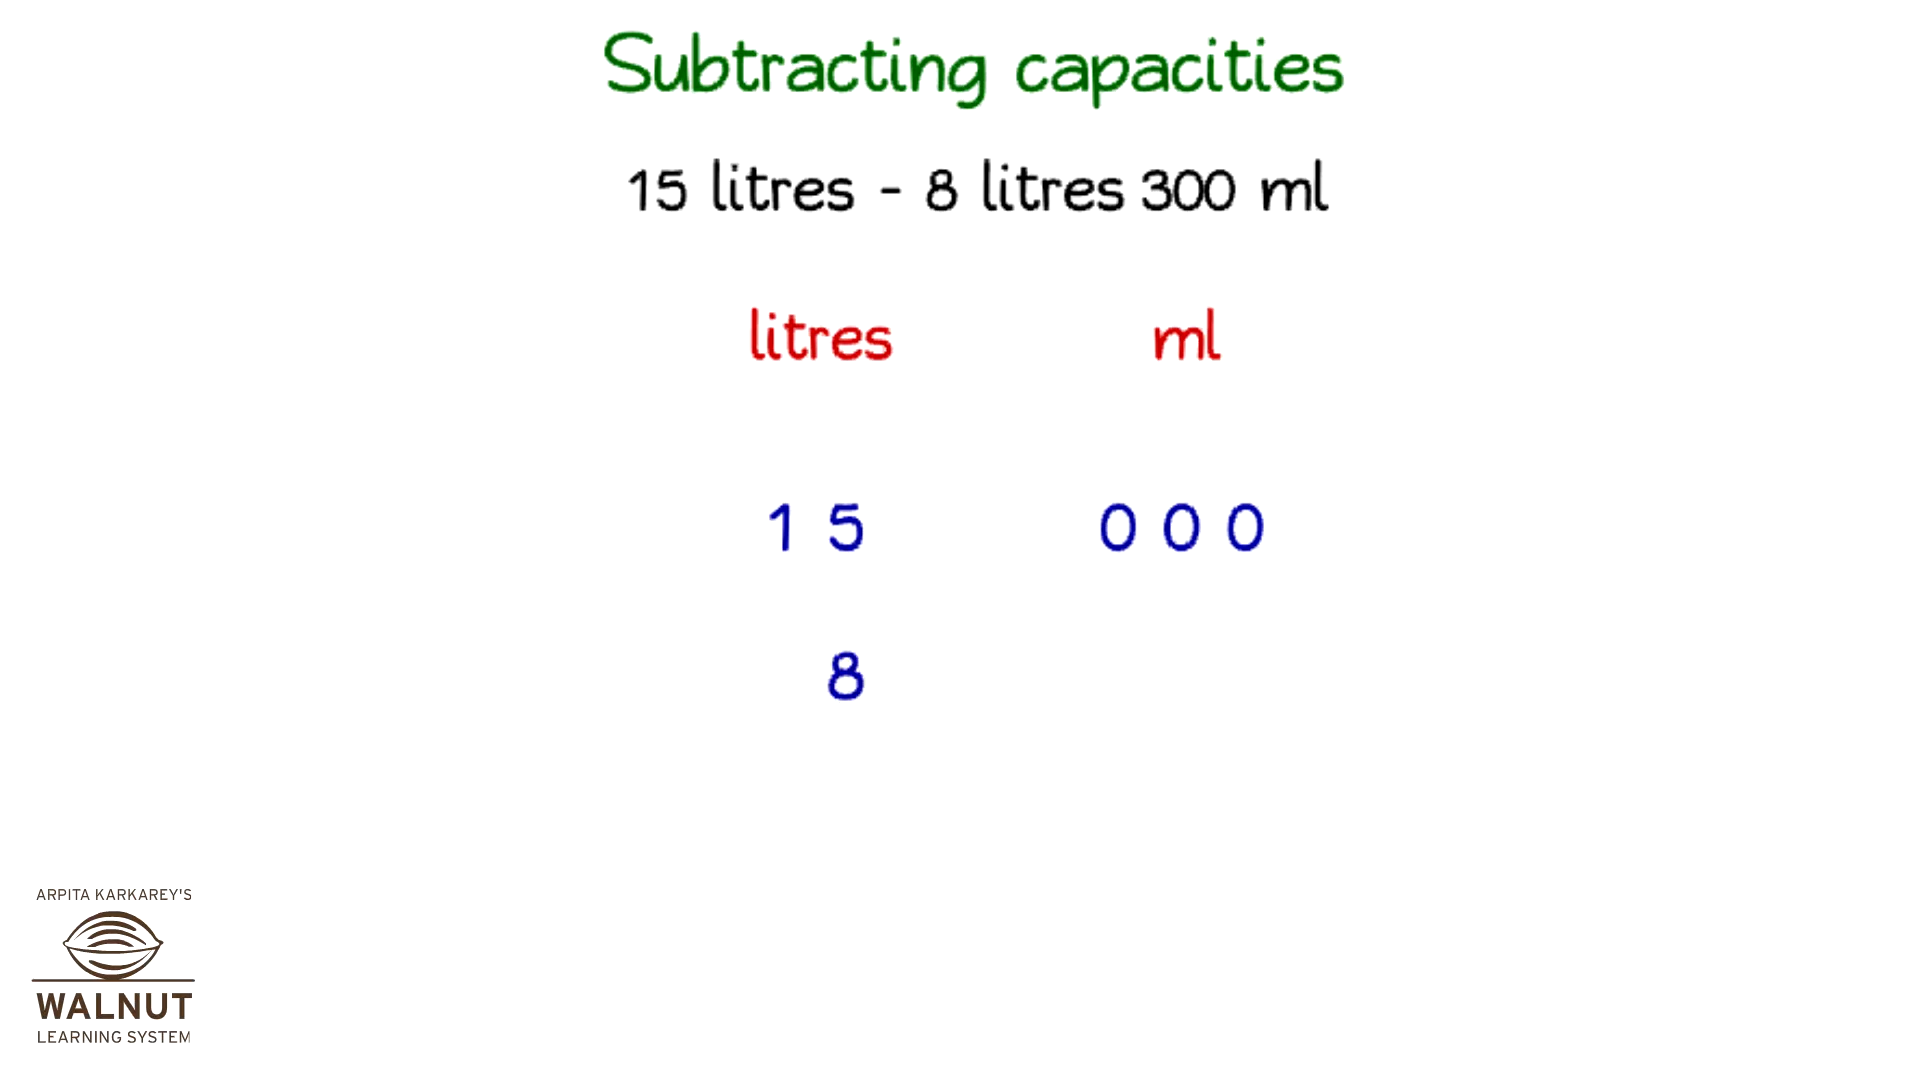 Subtracting capacities
15 litres - 8 litres 300 ml
litres ml
1 5 0 0 0
8
ARPITA KARKAREY'S
WALNUT
LEARNING SYSTEM